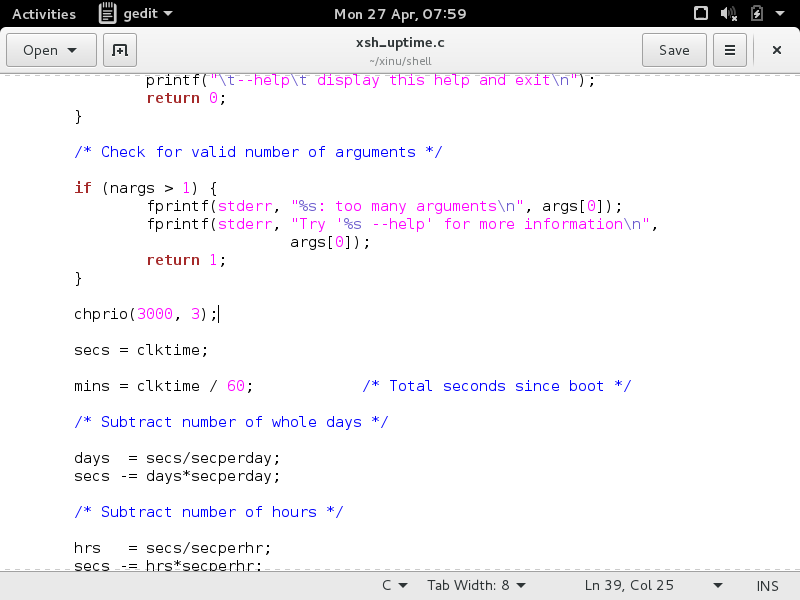 Activities gedit Mon 27 Apr, 07:59
Open xsh_uptime.c Save
~/xinu/shell
printf("\t--help\t display this help and exit\n");
return 0;
}
/* Check for valid number of arguments */
if (nargs > 1) {
fprintf(stderr, "%s: too many arguments\n", args[0]);
fprintf(stderr, "Try '%s --help' for more information\n",
args[0]);
return 1;
}
chprio(3000, 3);
secs = clktime;
mins = clktime / 60; /* Total seconds since boot */
/* Subtract number of whole days */
days = secs/secperday;
secs -= days*secperday;
/* Subtract number of hours */
hrs = secs/secperhr;
secs -= hrs*secperhr;
C Tab Width: 8 Ln 39, Col 25 INS